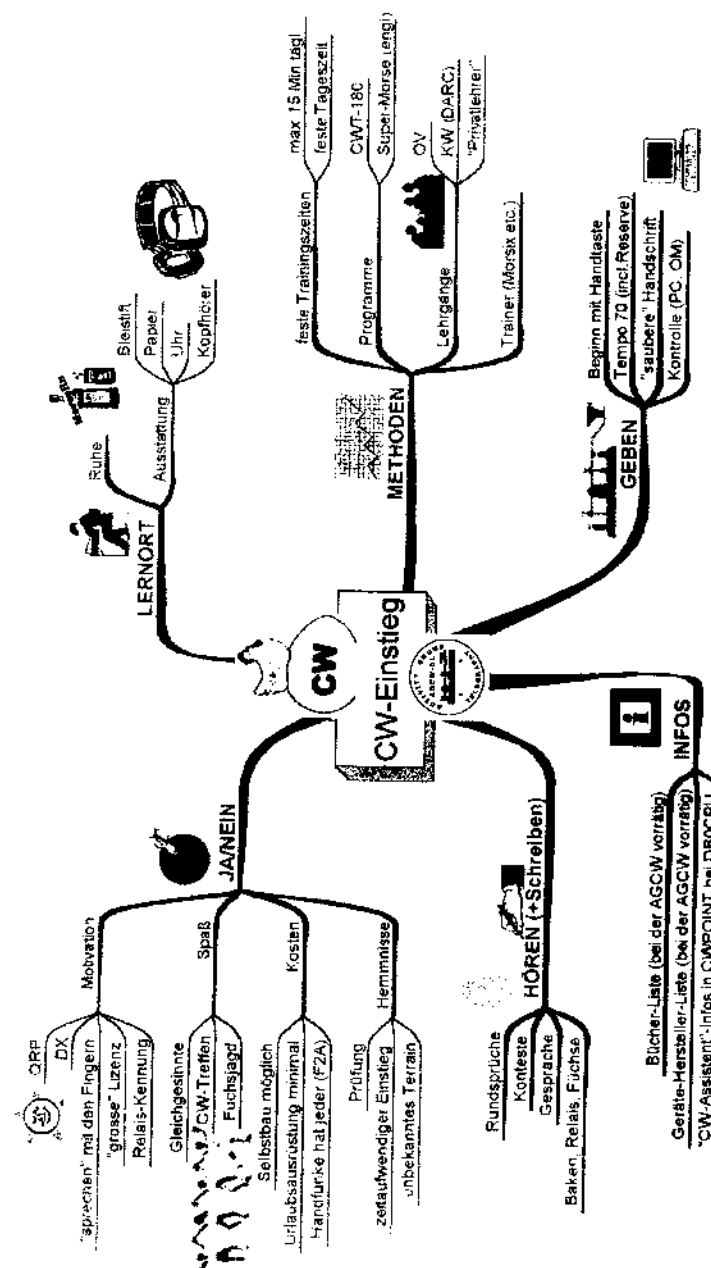 CW
CW-Einstieg
AGCW-DL
LERNORT
Ruhe
Ausstattung
Bleistift
Papier
Uhr
Kopfhörer
METHODEN
feste Trainingszeiten
max 15 Min tägl
feste Tageszeit
Programme
CWT-180
Super-Morse (engl)
Lehrgänge
OV
KW (DARC)
"Privatlehrer"
Trainer (Morsix etc.)
GEBEN
Beginn mit Handtaste
Tempo 70 (incl.Reserve)
"saubere" Handschrift
Kontrolle (PC, OM)
INFOS
Bücher-Liste (bei der AGCW vorrätig)
Geräte-Hersteller-Liste (bei der AGCW vorrätig)
"CW-Assistent"-Infos in CWPOINT bei
HÖREN (+Schreiben)
Rundsprüche
Konteste
Gespräche
Baken, Relais, Füchse
JA/NEIN
Motivation
QRP
DX
"sprechen" mit den Fingern
"grosse" Lizenz
Relais-Kennung
Spaß
Gleichgesinnte
CW-Treffen
Fuchsjagd
Kosten
Selbstbau möglich
Urlaubsausrüstung minimal
Handfunke hat jeder (F2A)
Hemmnisse
Prüfung
zeitaufwendiger Einstieg
unbekanntes Terrain